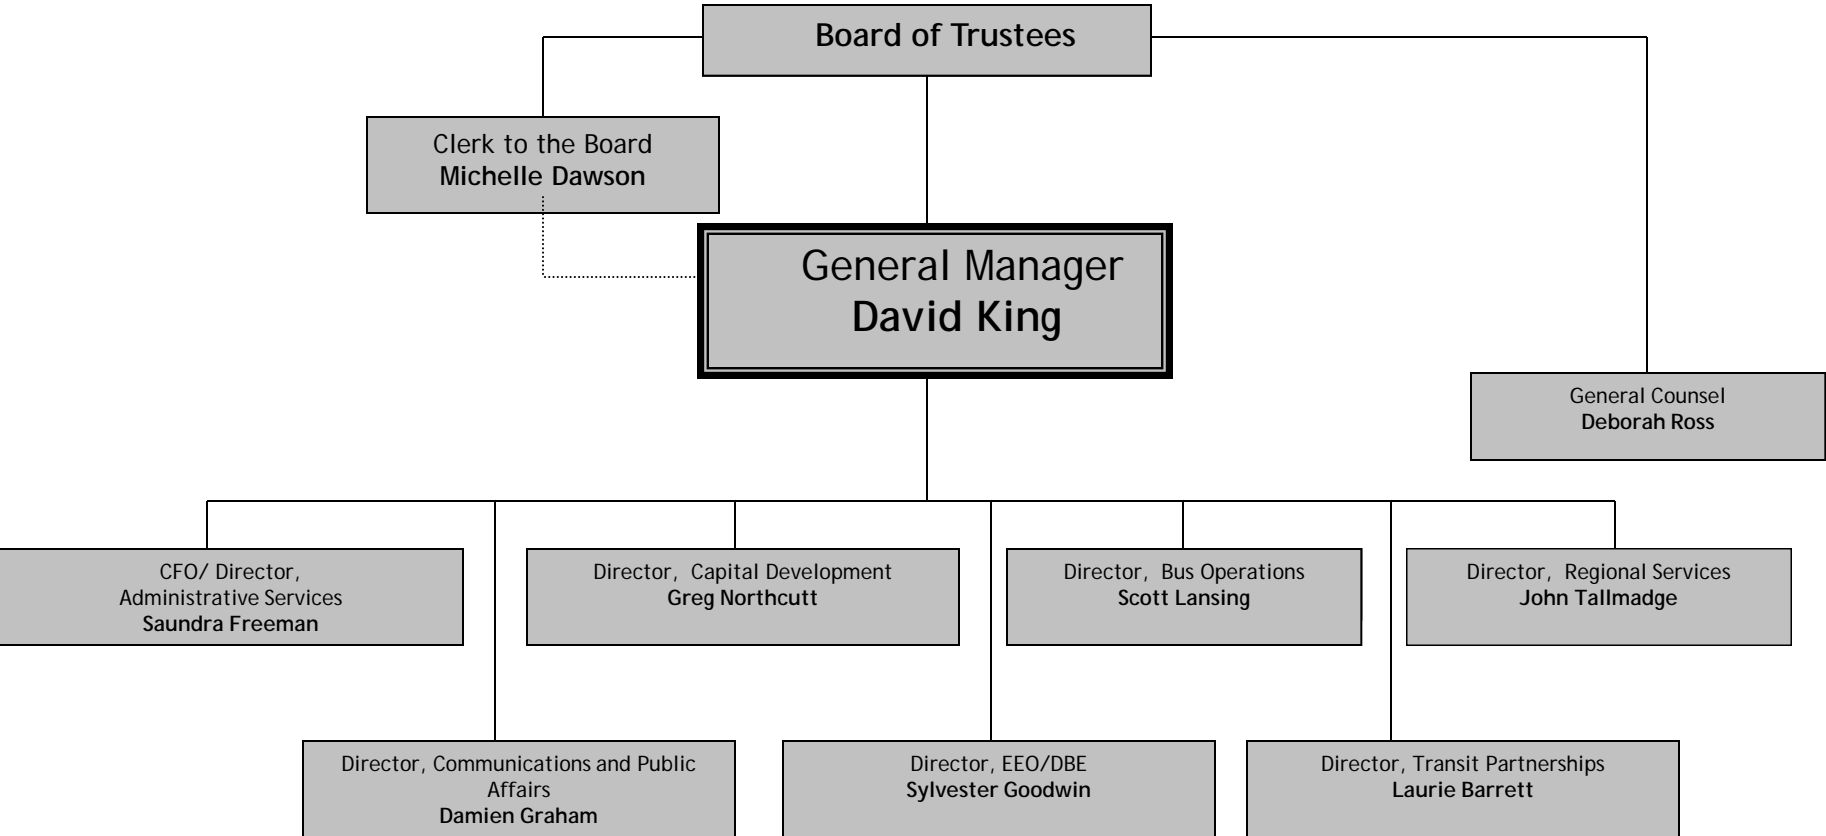 Board of Trustees
Clerk to the Board
Michelle Dawson
General Manager
David King
General Counsel
Deborah Ross
CFO/ Director,
Administrative Services
Saundra Freeman
Director,  Capital Development
Greg Northcutt
Director,  Bus Operations
Scott Lansing
Director,  Regional Services
John Tallmadge
Director, Communications and Public
Affairs
Damien Graham
Director, EEO/DBE
Sylvester Goodwin
Director, Transit Partnerships
Laurie Barrett